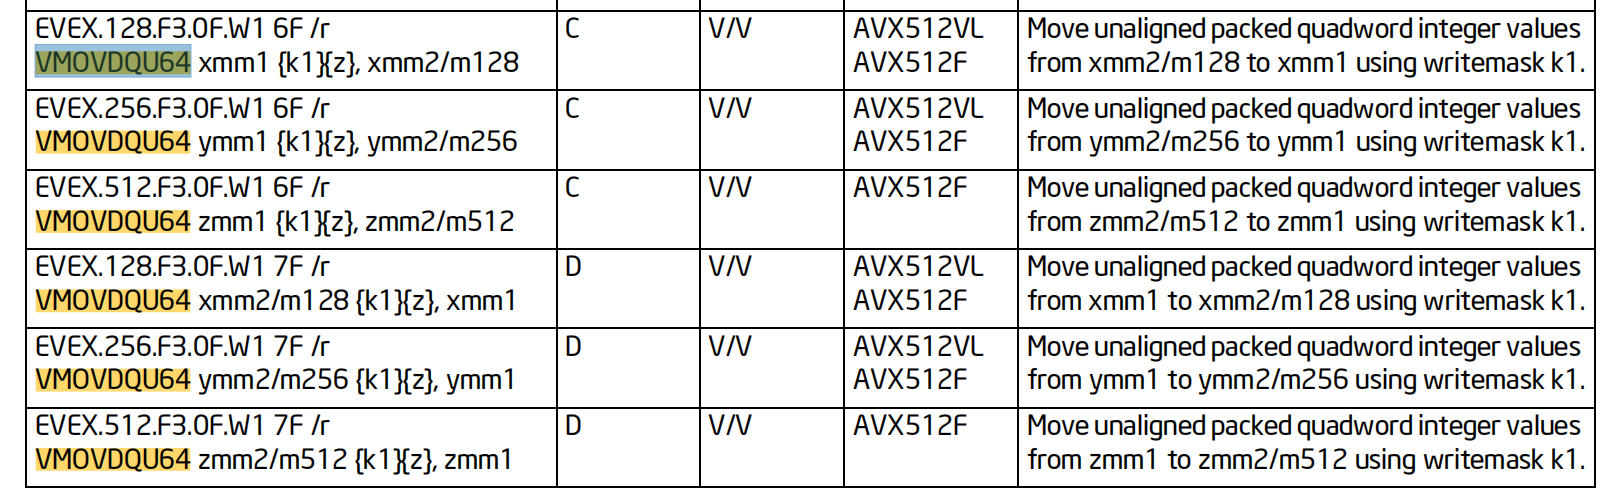 EVEX.128.F3.0F.W1 6F /r
VMOVDQU64 xmm1 {k1}{z}, xmm2/m128
C
V/V
AVX512VL
AVX512F
Move unaligned packed quadword integer values
from xmm2/m128 to xmm1 using writemask k1.
EVEX.256.F3.0F.W1 6F /r
VMOVDQU64 ymm1 {k1}{z}, ymm2/m256
C
V/V
AVX512VL
AVX512F
Move unaligned packed quadword integer values
from ymm2/m256 to ymm1 using writemask k1.
EVEX.512.F3.0F.W1 6F /r
VMOVDQU64 zmm1 {k1}{z}, zmm2/m512
C
V/V
AVX512F
Move unaligned packed quadword integer values
from zmm2/m512 to zmm1 using writemask k1.
EVEX.128.F3.0F.W1 7F /r
VMOVDQU64 xmm2/m128 {k1}{z}, xmm1
D
V/V
AVX512VL
AVX512F
Move unaligned packed quadword integer values
from xmm1 to xmm2/m128 using writemask k1.
EVEX.256.F3.0F.W1 7F /r
VMOVDQU64 ymm2/m256 {k1}{z}, ymm1
D
V/V
AVX512VL
AVX512F
Move unaligned packed quadword integer values
from ymm1 to ymm2/m256 using writemask k1.
EVEX.512.F3.0F.W1 7F /r
VMOVDQU64 zmm2/m512 {k1}{z}, zmm1
D
V/V
AVX512F
Move unaligned packed quadword integer values
from zmm1 to zmm2/m512 using writemask k1.